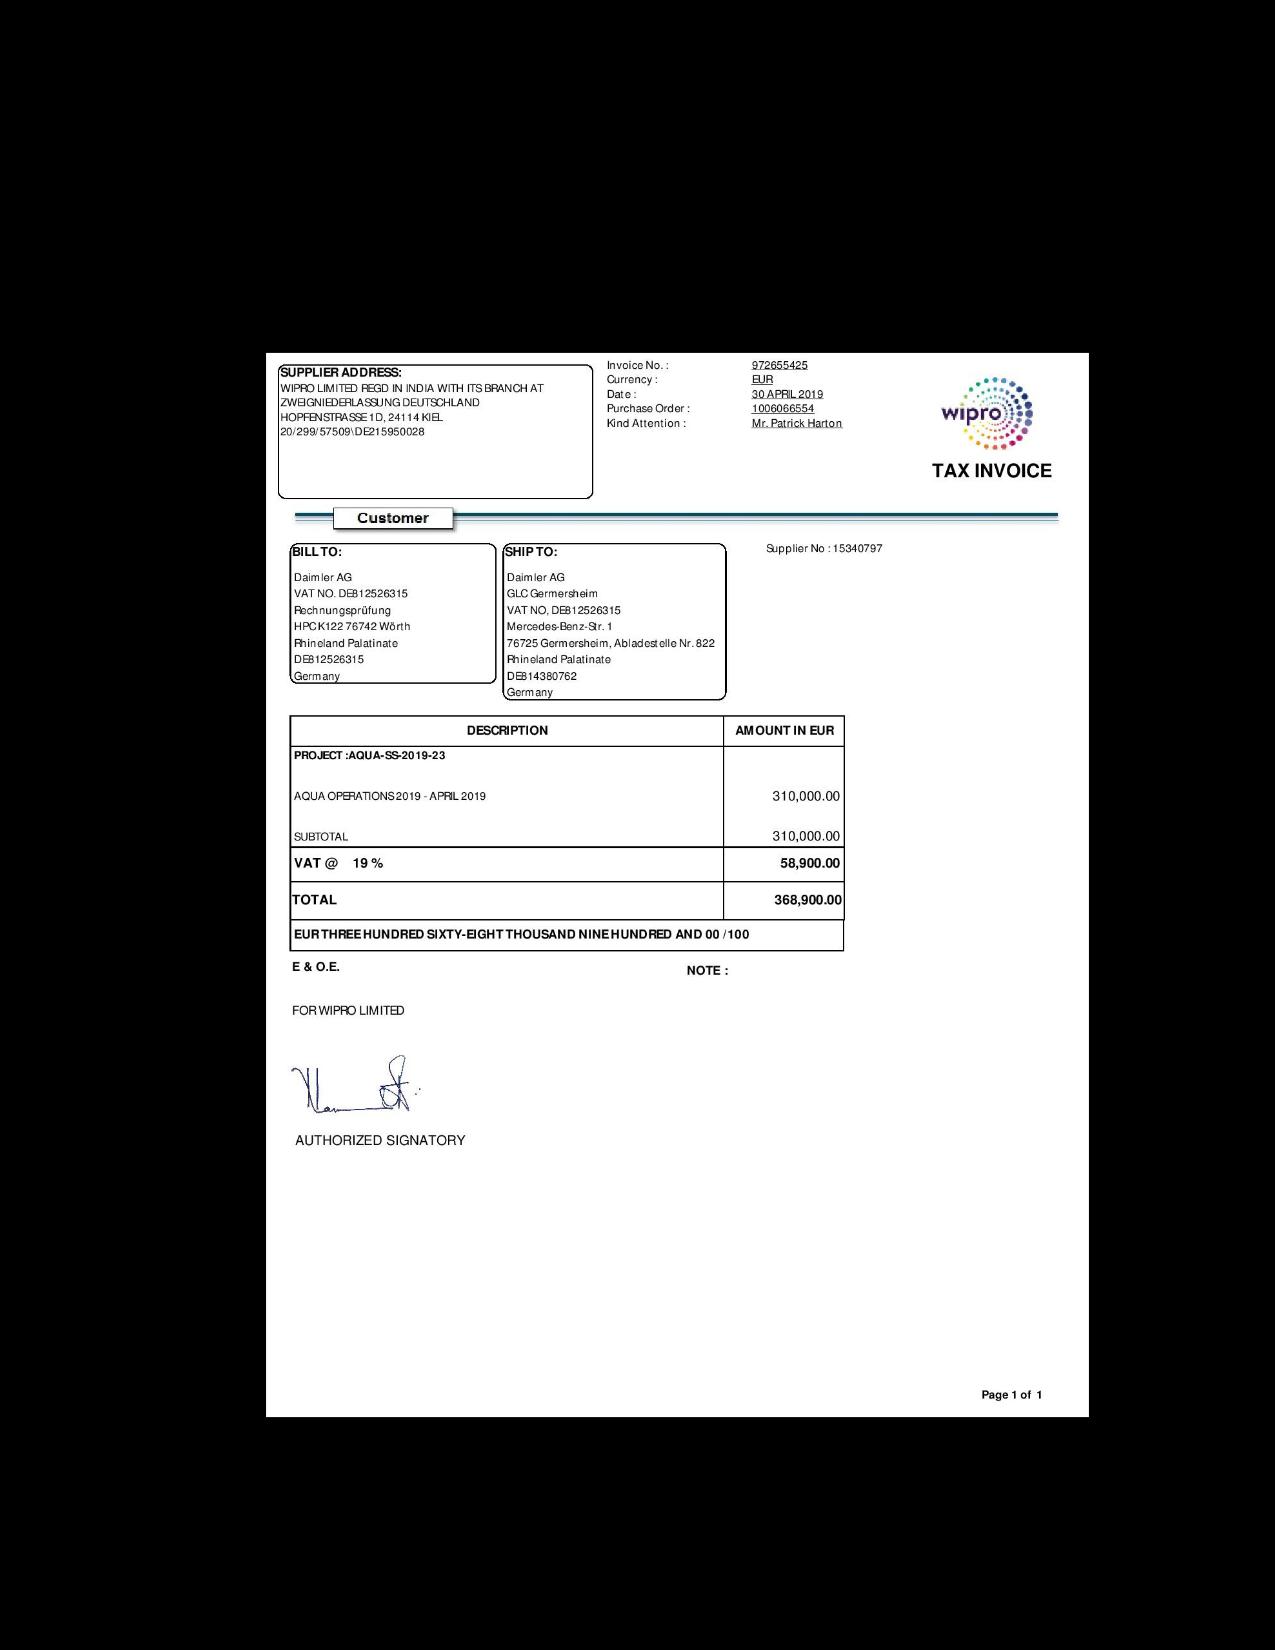 SUPPLIER ADDRESS:
WIPRO LIMITED REGD IN INDIA WITH ITS BRANCH AT
ZWEIGNIEDERLASSUNG DEUTSCHLAND
HOPFENSTRASSE 1D, 24114 KIEL
20/299/57509\DE215950028
Invoice No. : 972655425
Currency : EUR
Date : 30 APRIL 2019
Purchase Order : 1006066554
Kind Attention : Mr. Patrick Harton
wipro
TAX INVOICE
Customer
BILL TO:
Daimler AG
VAT NO. DE812526315
Rechnungsprüfung
HPC K122 76742 Wörth
Rhineland Palatinate
DE812526315
Germany
SHIP TO:
Daimler AG
GLC Germersheim
VAT NO, DE812526315
Mercedes-Benz-Str. 1
76725 Germersheim, Abladestelle Nr. 822
Rhineland Palatinate
DE814380762
Germany
Supplier No : 15340797
DESCRIPTION AMOUNT IN EUR
PROJECT :AQUA-SS-2019-23
AQUA OPERATIONS 2019 - APRIL 2019 310,000.00
SUBTOTAL 310,000.00
VAT @ 19 % 58,900.00
TOTAL 368,900.00
EUR THREE HUNDRED SIXTY-EIGHT THOUSAND NINE HUNDRED AND 00 /100
E & O.E.
NOTE :
FOR WIPRO LIMITED
AUTHORIZED SIGNATORY
Page 1 of 1